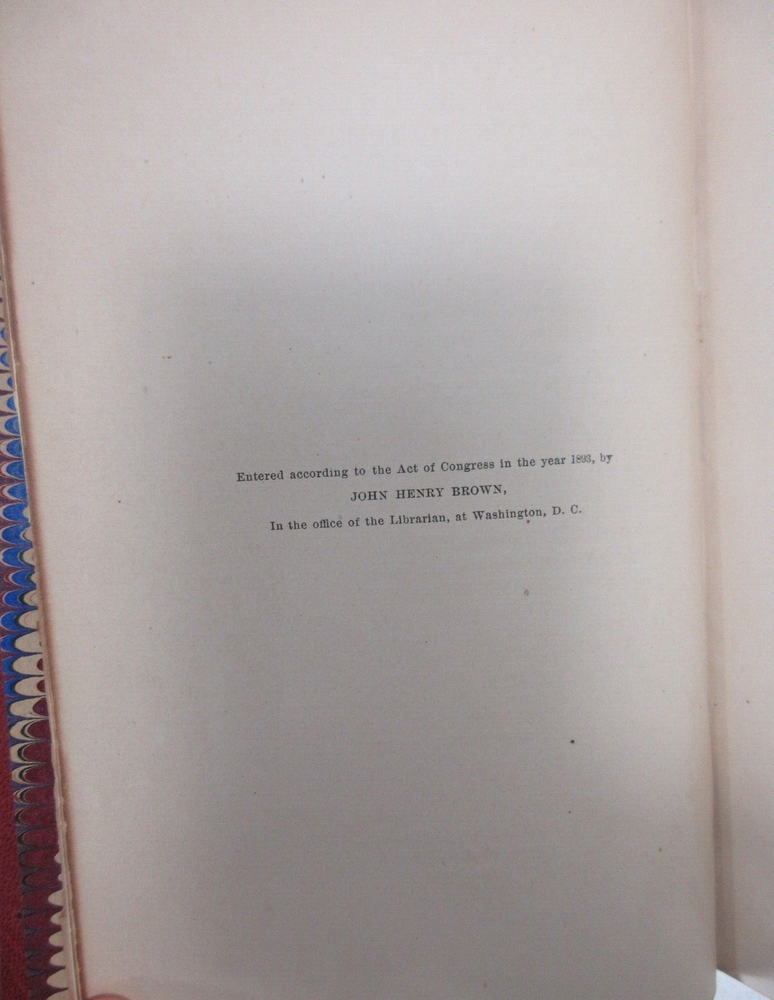 Entered according to the Act of Congress in the year 1893, by
JOHN HENRY BROWN,
In the office of the Librarian, at Washington, D. C.